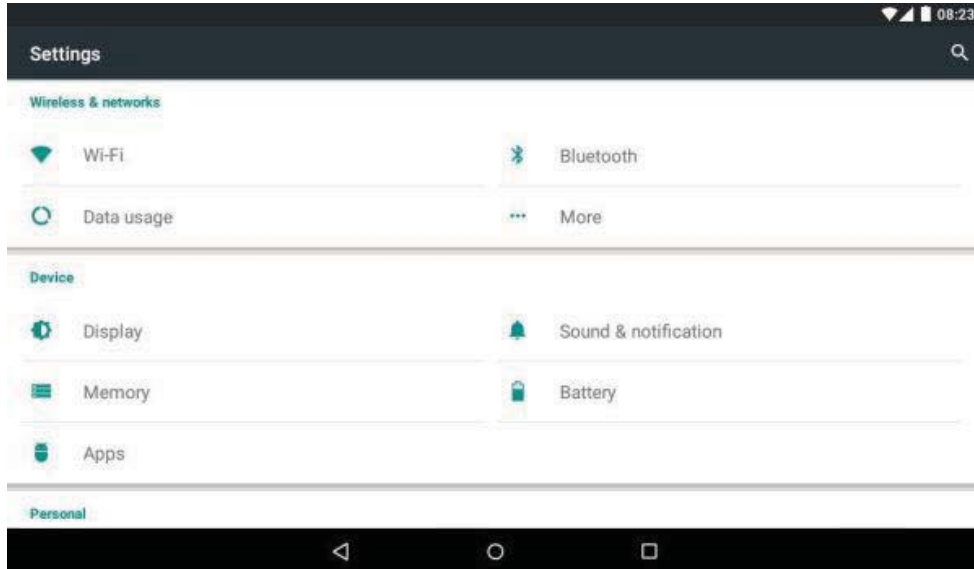 08:23
Settings
Wireless & networks
Wi-Fi Bluetooth
Data usage More
Device
Display Sound & notification
Memory Battery
Apps
Personal